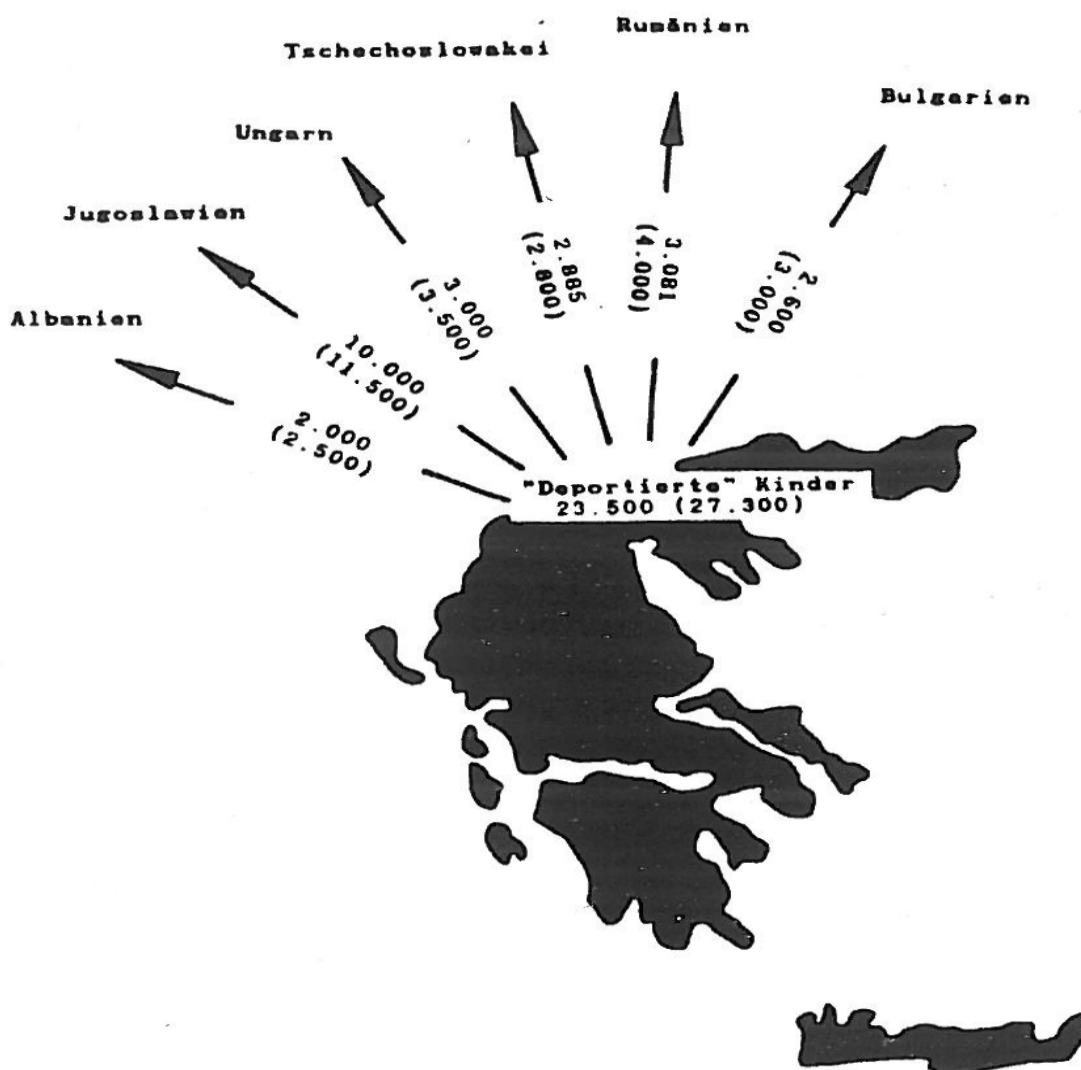 Rumänien
Tschechoslowakei
Bulgarien
Ungarn
Jugoslawien
Albanien
2.000
(2.500)
10.000
(11.500)
3.000
(3.500)
2.885
(2.800)
3.081
(4.000)
2.600
(3.000)
"Deportierte" Kinder
23.500 (27.300)